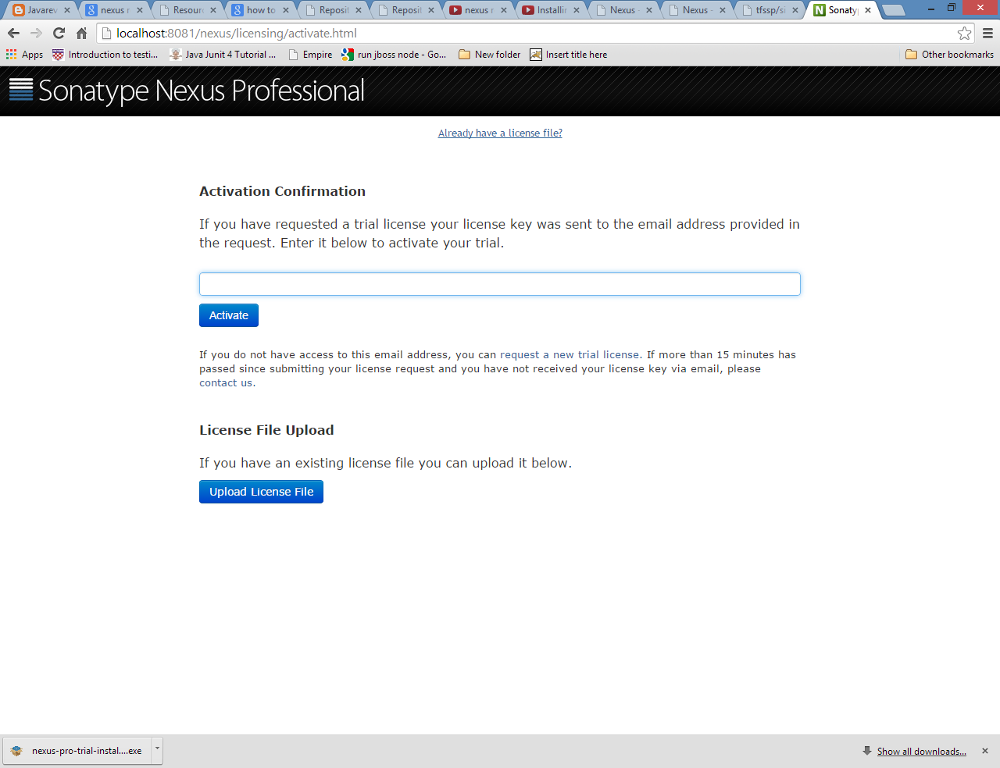 Javarev
nexus r
Resour
how to
Reposit
Reposit
nexus r
Installin
Nexus -
Nexus -
tfssp/si
Sonaty
localhost:8081/nexus/licensing/activate.html
Apps
Introduction to testi...
Java Junit 4 Tutorial ...
Empire
run jboss node - Go...
New folder
Insert title here
Other bookmarks
Sonatype Nexus Professional
Already have a license file?
Activation Confirmation
If you have requested a trial license your license key was sent to the email address provided in
the request. Enter it below to activate your trial.
Activate
If you do not have access to this email address, you can request a new trial license. If more than 15 minutes has
passed since submitting your license request and you have not received your license key via email, please
contact us.
License File Upload
If you have an existing license file you can upload it below.
Upload License File
nexus-pro-trial-instal....exe
Show all downloads...